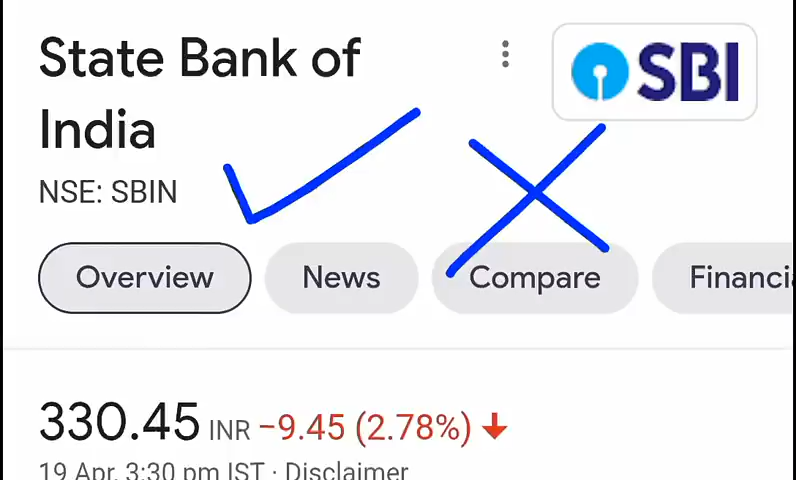 State Bank of
India
SBI
NSE: SBIN
Overview News Compare Financi
330.45 INR −9.45 (2.78%)
19 Apr, 3:30 pm IST · Disclaimer